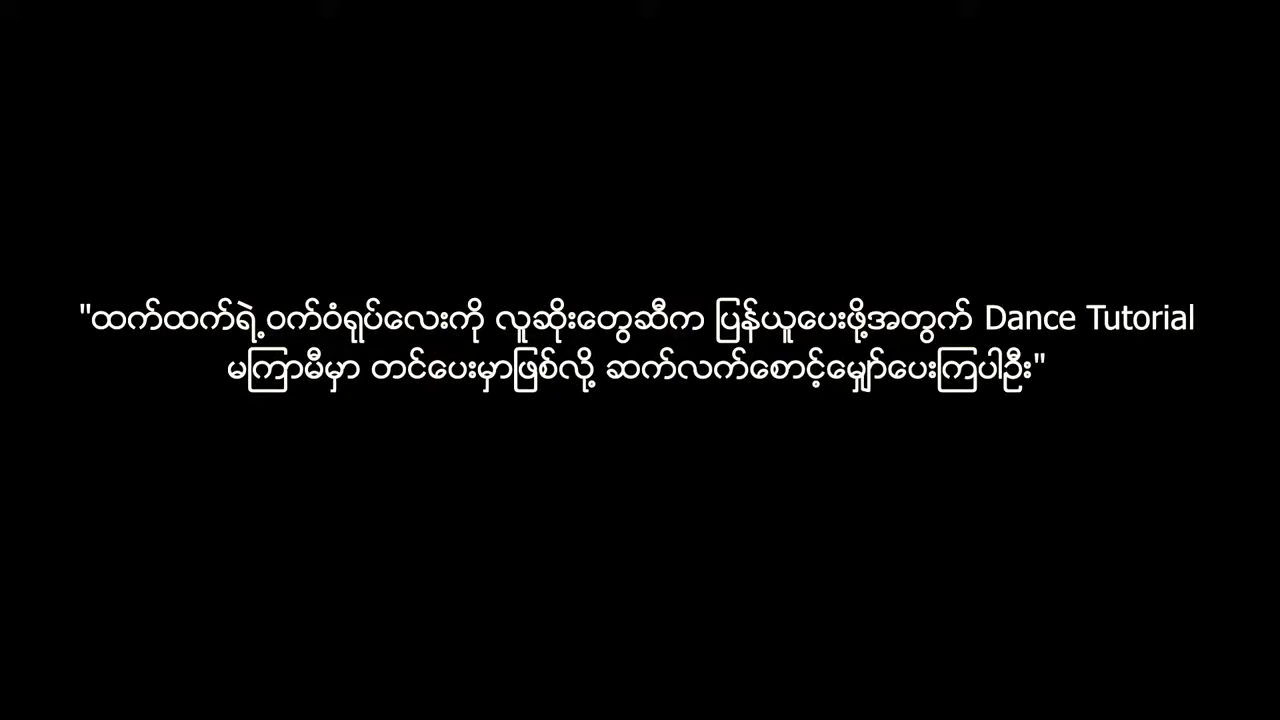 "ထက်ထက်ရဲ့ဝက်ဝံရုပ်လေးကို လူဆိုးတွေဆီက ပြန်ယူပေးဖို့အတွက် Dance Tutorial
မကြာမီမှာ တင်ပေးမှာဖြစ်လို့ ဆက်လက်စောင့်မျှော်ပေးကြပါဦး"